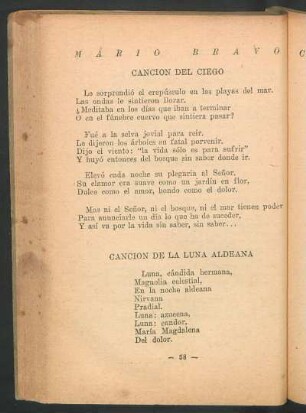 MÁRIO BRAVO C
CANCION DEL CIEGO
Lo sorprendió el crepúsculo en las playas del mar.
Las ondas le sintieron llorar.
¿Meditaba en los días que iban a terminar
O en el fúnebre cuervo que sintiera pasar?
Fué a la selva jovial para reir.
Le dijeron los árboles su fatal porvenir.
Dijo el viento: "la vida sólo es para sufrir"
Y huyó entonces del bosque sin saber donde ir.
Elevó cada noche su plegaria al Señor.
Su clamor era suave como un jardín en flor,
Dulce como el amor, hondo como el dolor.
Mas ni al Señor, ni el bosque, ni el mar tienen poder
Para anunciarle un día lo que ha de suceder,
Y así va por la vida sin saber, sin saber...
CANCION DE LA LUNA ALDEANA
Luna, cándida hermana,
Magnolia celestial,
En la noche aldeana
Nirvana
Pradial.
Luna: azucena,
Luna: candor,
María Magdalena
Del dolor.
— 58 —